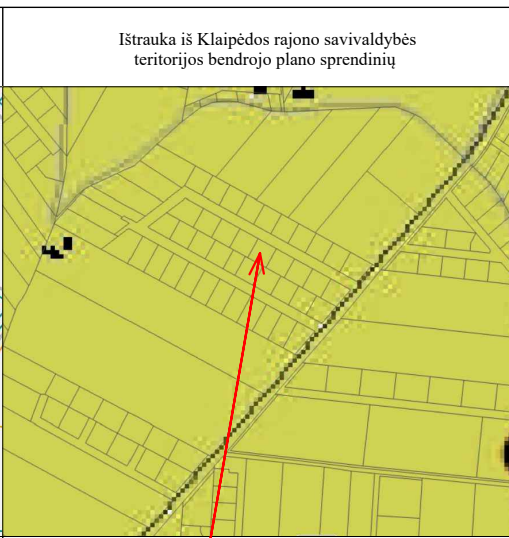 Ištrauka iš Klaipėdos rajono savivaldybės
teritorijos bendrojo plano sprendinių